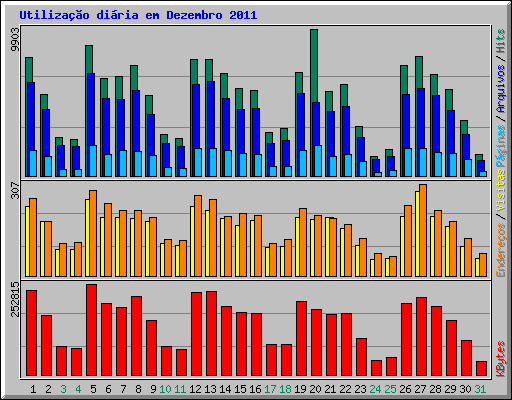 Utilização diária em Dezembro 2011
9903
307
252815
Endereços / Visitas
Páginas / Arquivos / Hits
KBytes
1 2 3 4 5 6 7 8 9 10 11 12 13 14 15 16 17 18 19 20 21 22 23 24 25 26 27 28 29 30 31